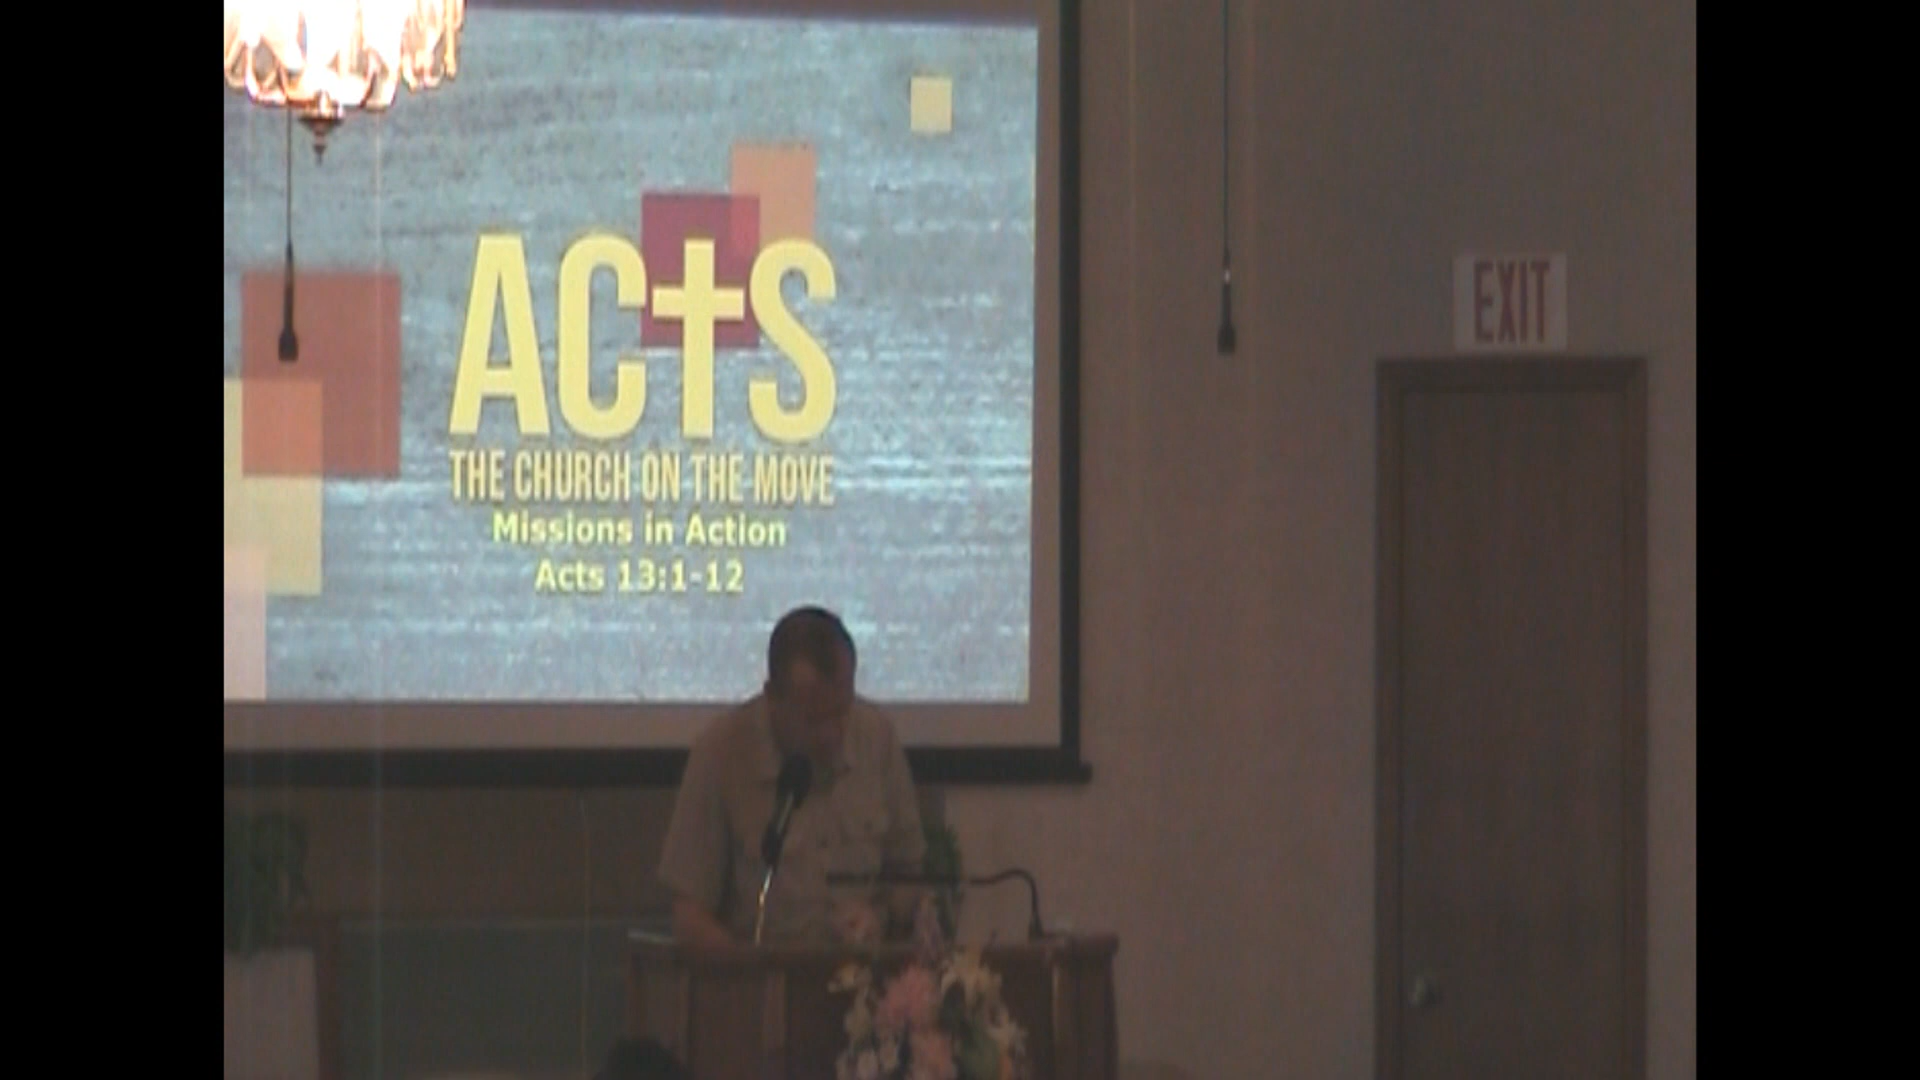 ACTS
THE CHURCH ON THE MOVE
Missions in Action
Acts 13:1-12
EXIT